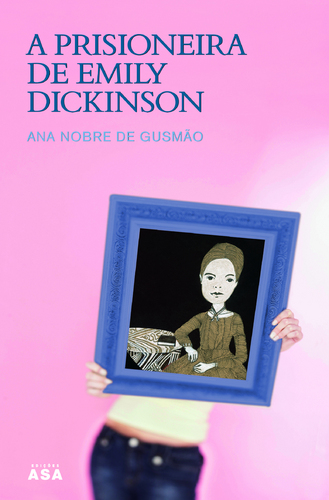 A PRISIONEIRA
DE EMILY
DICKINSON
ANA NOBRE DE GUSMÃO
EDIÇÕES
ASA